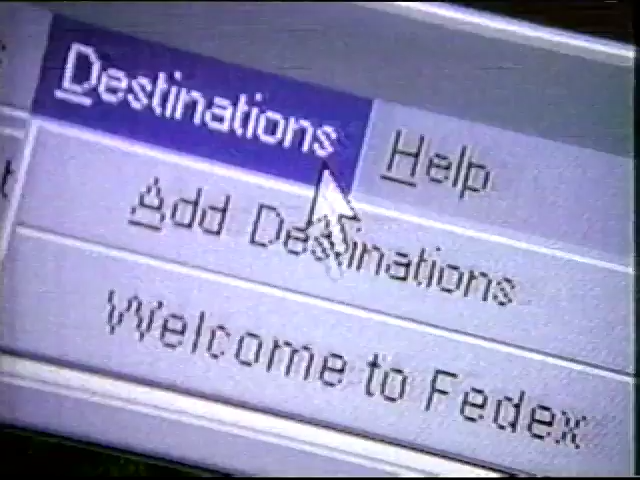 Destinations Help
Add Destinations
Welcome to Fedex